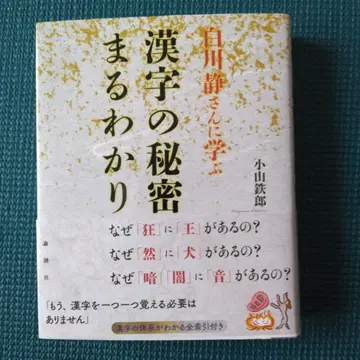 白川静さんに学ぶ
漢字の秘密
まるわかり
小山鉄郎
論創社
なぜ「狂」に「王」があるの?
なぜ「然」に「犬」があるの?
なぜ「暗」「闇」に「音」があるの?
「もう、漢字を一つ一つ覚える必要は
ありません」
漢字の体系がわかる全索引付き